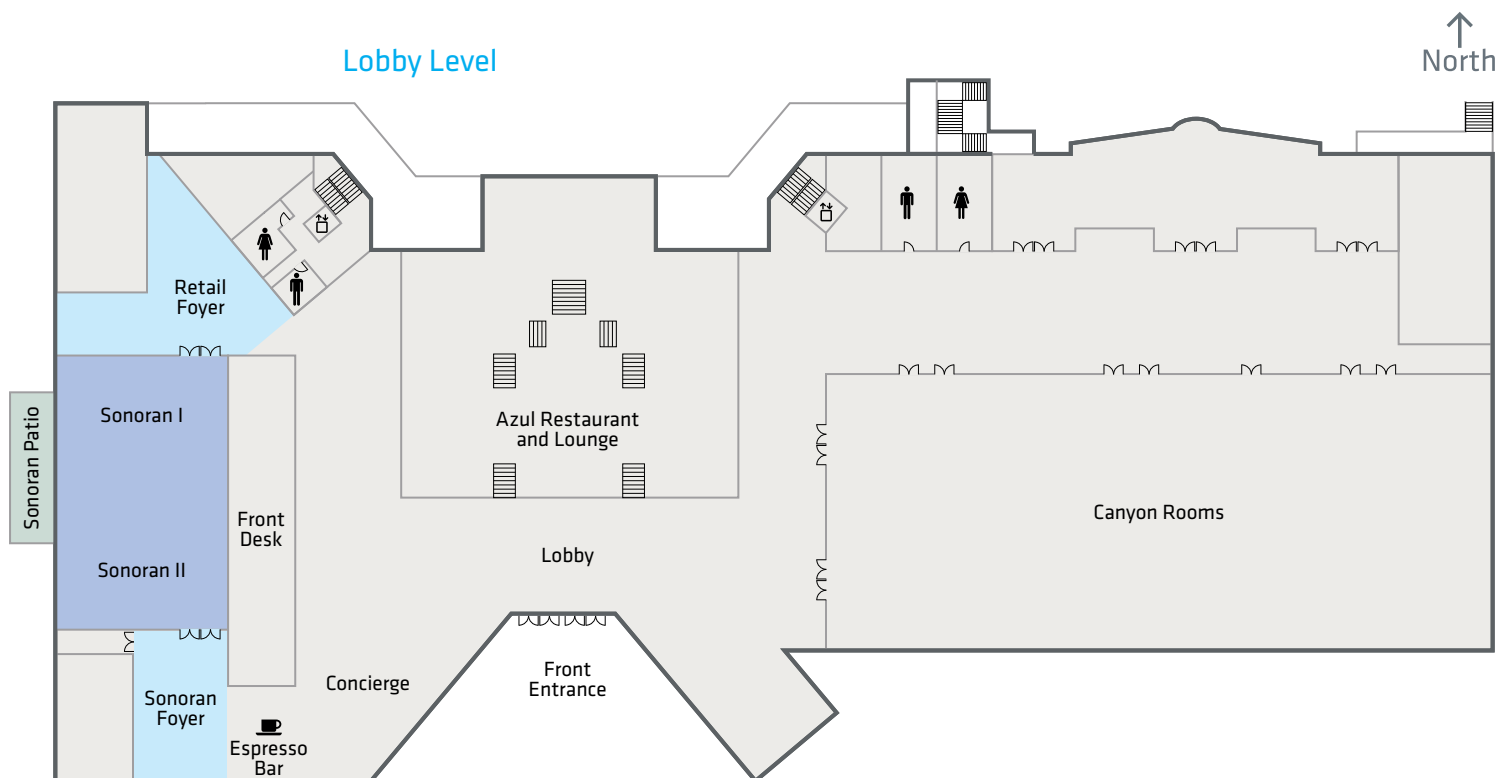 Lobby Level
North
Retail
Foyer
Sonoran I
Sonoran Patio
Azul Restaurant
and Lounge
Front
Desk
Canyon Rooms
Lobby
Sonoran II
Concierge
Front
Entrance
Sonoran
Foyer
Espresso
Bar